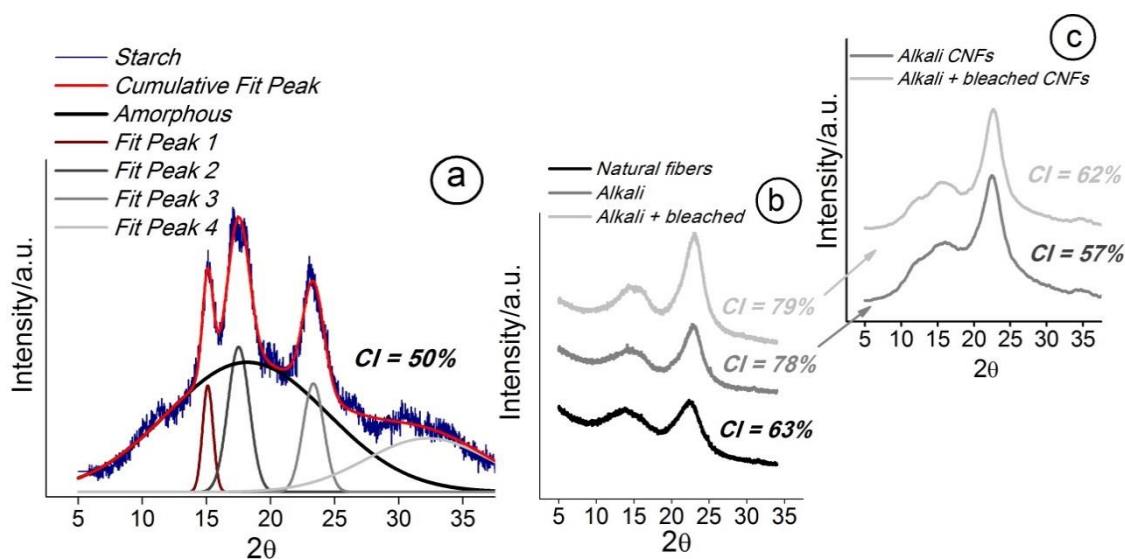 Starch
Cumulative Fit Peak
Amorphous
Fit Peak 1
Fit Peak 2
Fit Peak 3
Fit Peak 4
a
CI = 50%
Intensity/a.u.
5 10 15 20 25 30 35
2θ
Natural fibers
Alkali
Alkali + bleached
b
CI = 79%
CI = 78%
CI = 63%
Intensity/a.u.
5 10 15 20 25 30 35
2θ
c
Alkali CNFs
Alkali + bleached CNFs
CI = 62%
CI = 57%
Intensity/a.u.
5 10 15 20 25 30 35
2θ